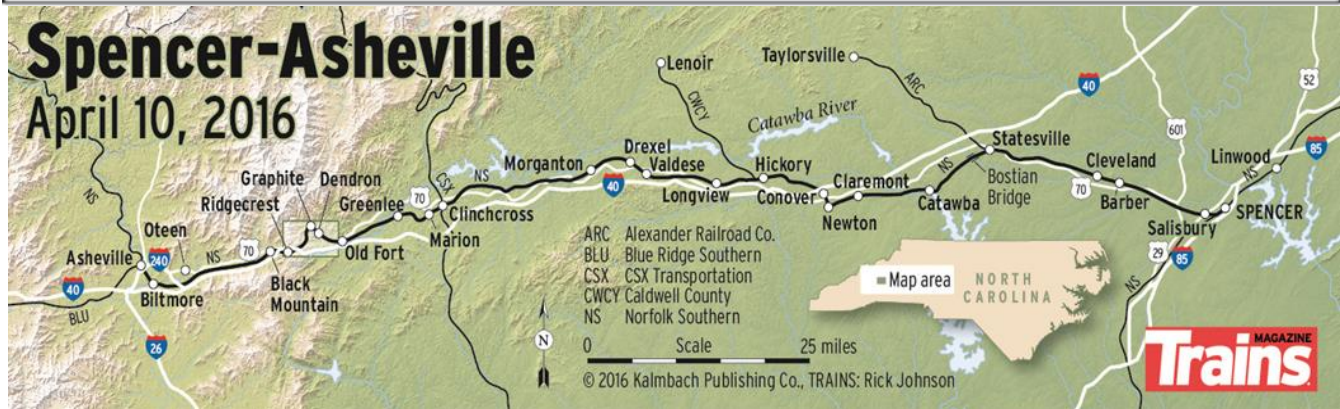 Spencer-Asheville
April 10, 2016
Lenoir
Taylorsville
CWCY
ARC
Catawba River
40
601
52
85
Linwood
NS
SPENCER
Salisbury
29
85
NS
Statesville
Bostian
Bridge
Cleveland
Barber
70
NS
Catawba
Claremont
Newton
Conover
Hickory
Longview
40
Drexel
Valdese
Morganton
NS
CSX
70
Clinchcross
Marion
Greenlee
Dendron
Graphite
Ridgecrest
Old Fort
Black
Mountain
70
NS
Oteen
Asheville
240
Biltmore
40
BLU
26
NS
ARC Alexander Railroad Co.
BLU Blue Ridge Southern
CSX CSX Transportation
CWCY Caldwell County
NS Norfolk Southern
N
0 Scale 25 miles
© 2016 Kalmbach Publishing Co., TRAINS: Rick Johnson
Map area
NORTH
CAROLINA
MAGAZINE
Trains